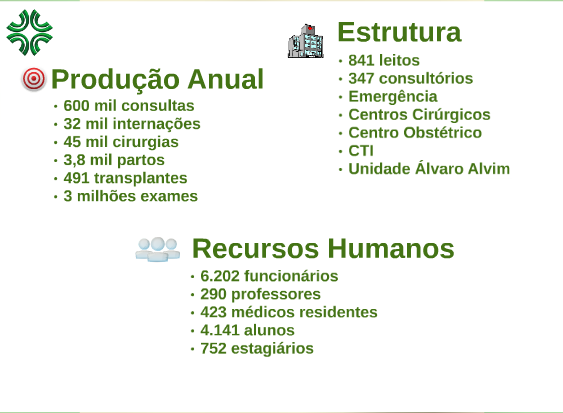 Produção Anual
• 600 mil consultas
• 32 mil internações
• 45 mil cirurgias
• 3,8 mil partos
• 491 transplantes
• 3 milhões exames
Estrutura
• 841 leitos
• 347 consultórios
• Emergência
• Centros Cirúrgicos
• Centro Obstétrico
• CTI
• Unidade Álvaro Alvim
Recursos Humanos
• 6.202 funcionários
• 290 professores
• 423 médicos residentes
• 4.141 alunos
• 752 estagiários